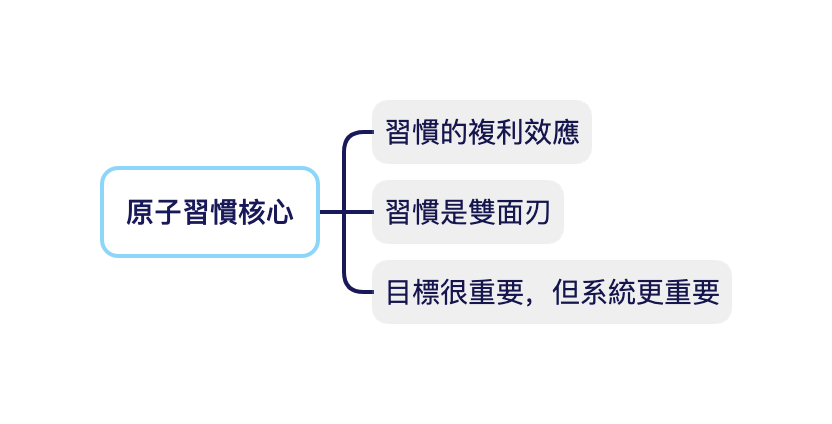 原子習慣核心
習慣的複利效應
習慣是雙面刃
目標很重要，但系統更重要